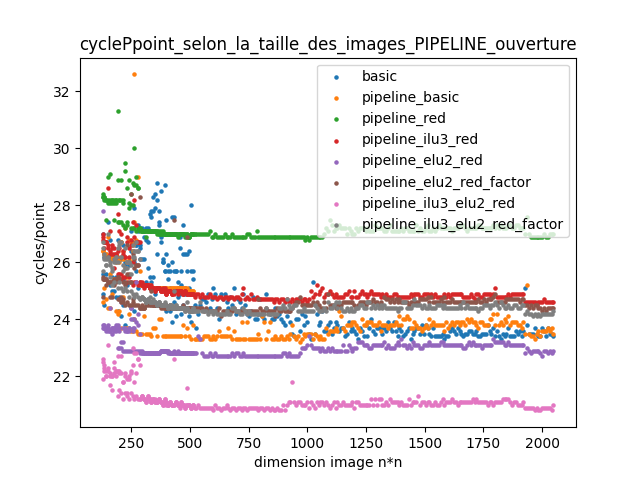 cyclePpoint_selon_la_taille_des_images_PIPELINE_ouverture
basic
pipeline_basic
pipeline_red
pipeline_ilu3_red
pipeline_elu2_red
pipeline_elu2_red_factor
pipeline_ilu3_elu2_red
pipeline_ilu3_elu2_red_factor
32
30
28
26
24
22
cycles/point
250
500
750
1000
1250
1500
1750
2000
dimension image n*n